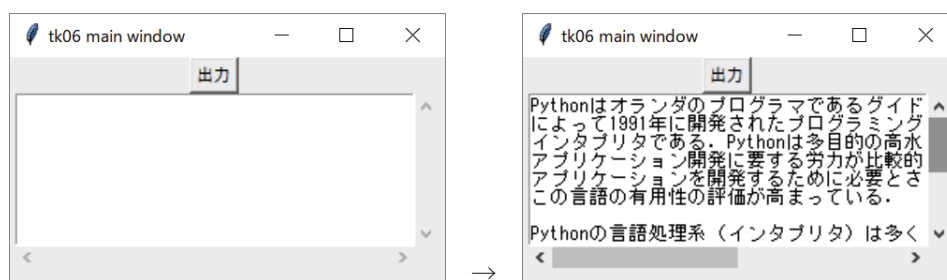 tk06 main window
出力
→
tk06 main window
出力
Pythonはオランダのプログラマであるグイド
によって1991年に開発されたプログラミング
インタプリタである．Pythonは多目的の高水
アプリケーション開発に要する労力が比較的
アプリケーションを開発するために必要とさ
この言語の有用性の評価が高まっている．
Pythonの言語処理系（インタプリタ）は多く